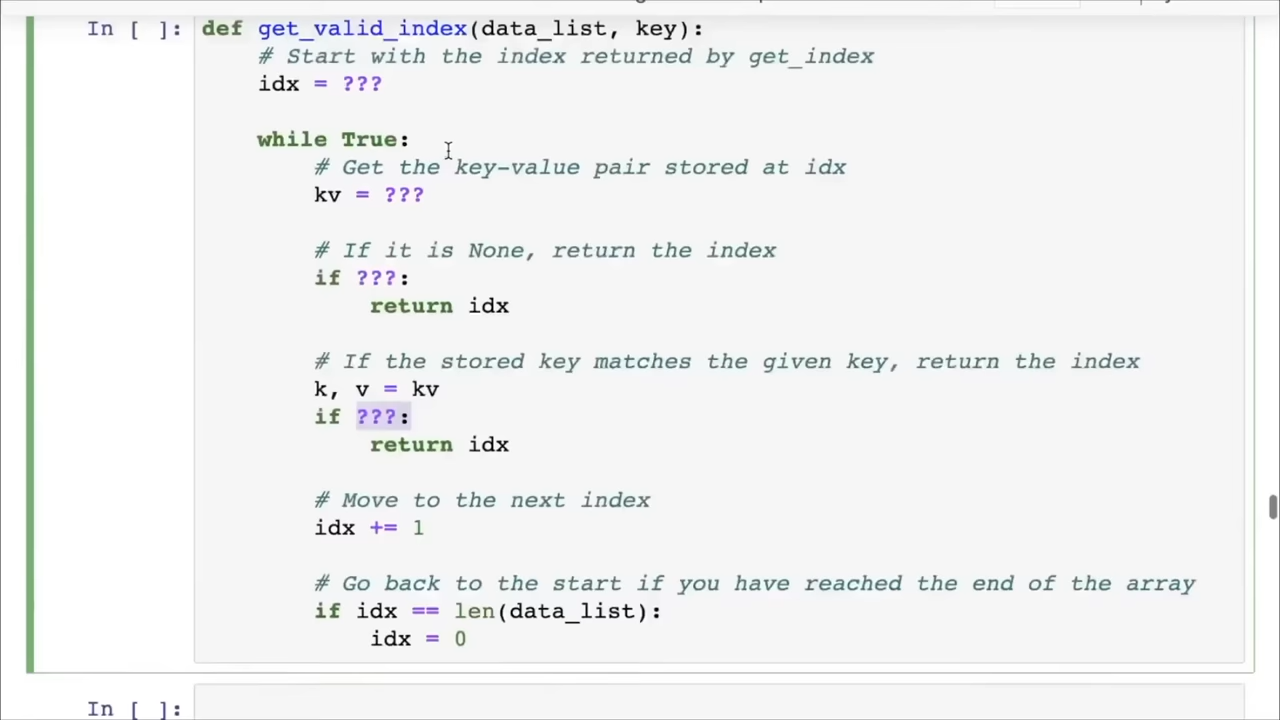 In [ ]: def get_valid_index(data_list, key):
# Start with the index returned by get_index
idx = ???
while True:
# Get the key-value pair stored at idx
kv = ???
# If it is None, return the index
if ???:
return idx
# If the stored key matches the given key, return the index
k, v = kv
if ???:
return idx
# Move to the next index
idx += 1
# Go back to the start if you have reached the end of the array
if idx == len(data_list):
idx = 0
In [ ]: